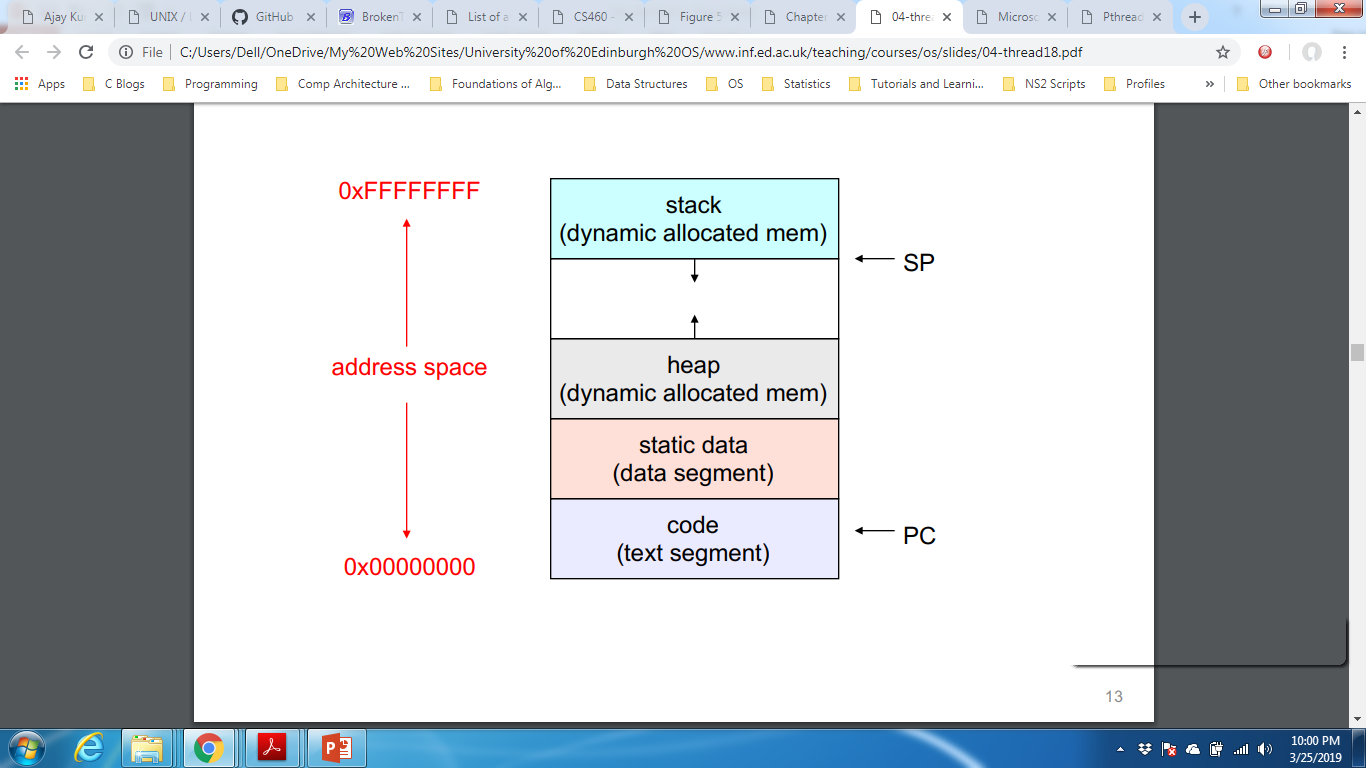 Ajay Ku
UNIX /
GitHub
Broken
List of a
CS460 -
Figure 5
Chapter
04-threa
Microso
Pthread
File
C:/Users/Dell/OneDrive/My%20Web%20Sites/University%20of%20Edinburgh%20OS/www.inf.ed.ac.uk/teaching/courses/os/slides/04-thread18.pdf
Apps
C Blogs
Programming
Comp Architecture ...
Foundations of Alg...
Data Structures
OS
Statistics
Tutorials and Learni...
NS2 Scripts
Profiles
»
Other bookmarks
0xFFFFFFFF
address space
0x00000000
stack
(dynamic allocated mem)
SP
heap
(dynamic allocated mem)
static data
(data segment)
code
(text segment)
PC
13
10:00 PM
3/25/2019